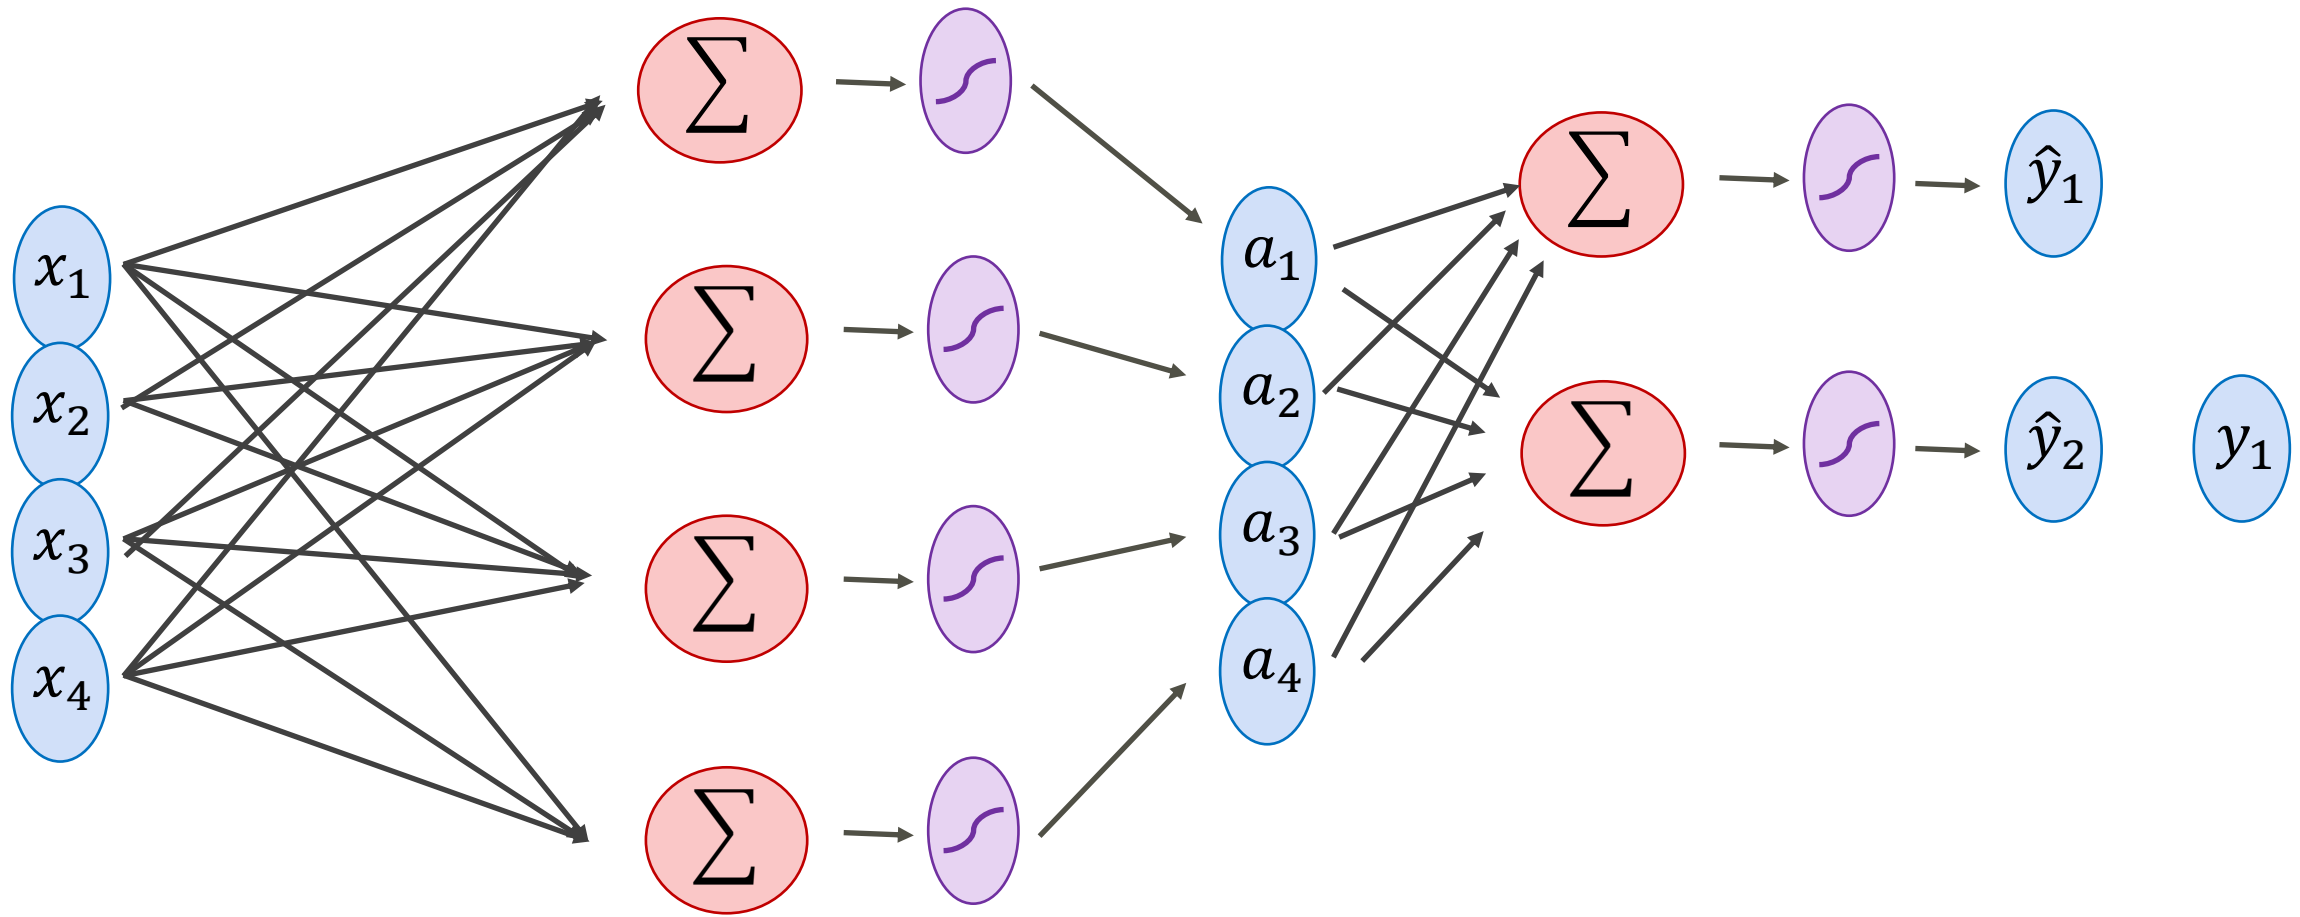 ∑
∑
∑
∑
x₁
x₂
x₃
x₄
a₁
a₂
a₃
a₄
∑
∑
ŷ₁
ŷ₂
y₁